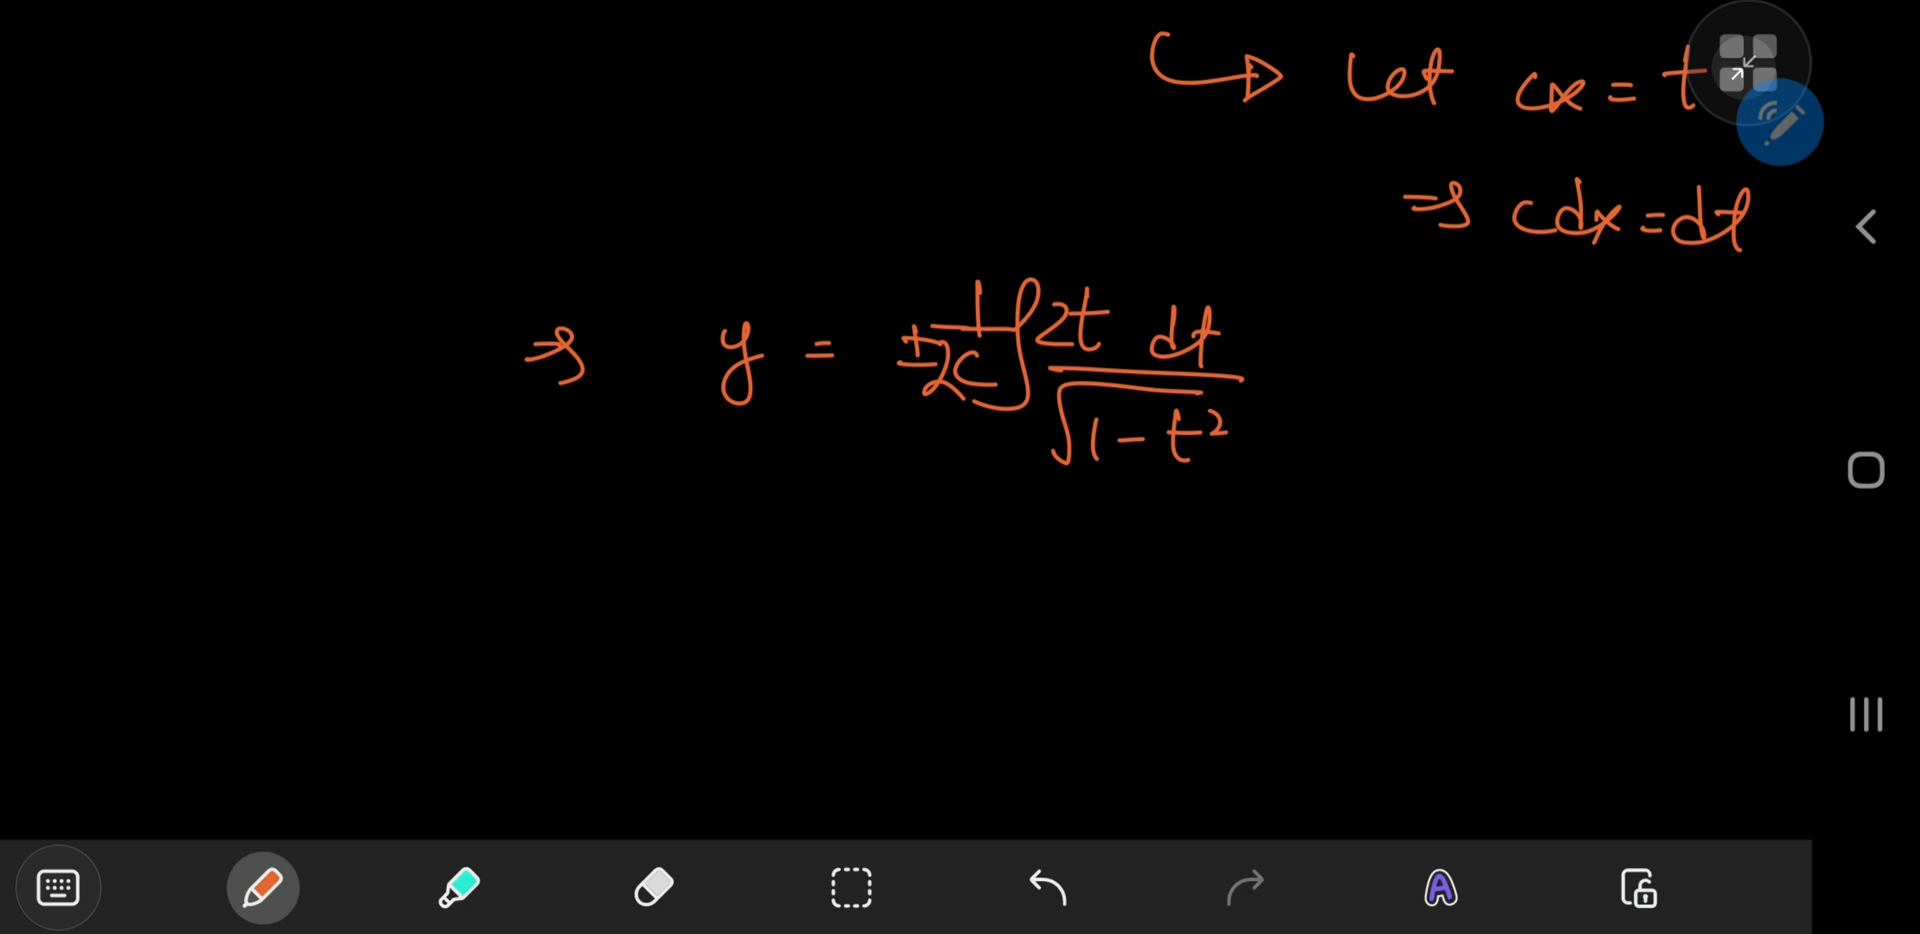 ↪ Let cx = t
⇒ cdx = dt
⇒ y = ± 1/2c ∫ 2t dt / √1 - t²